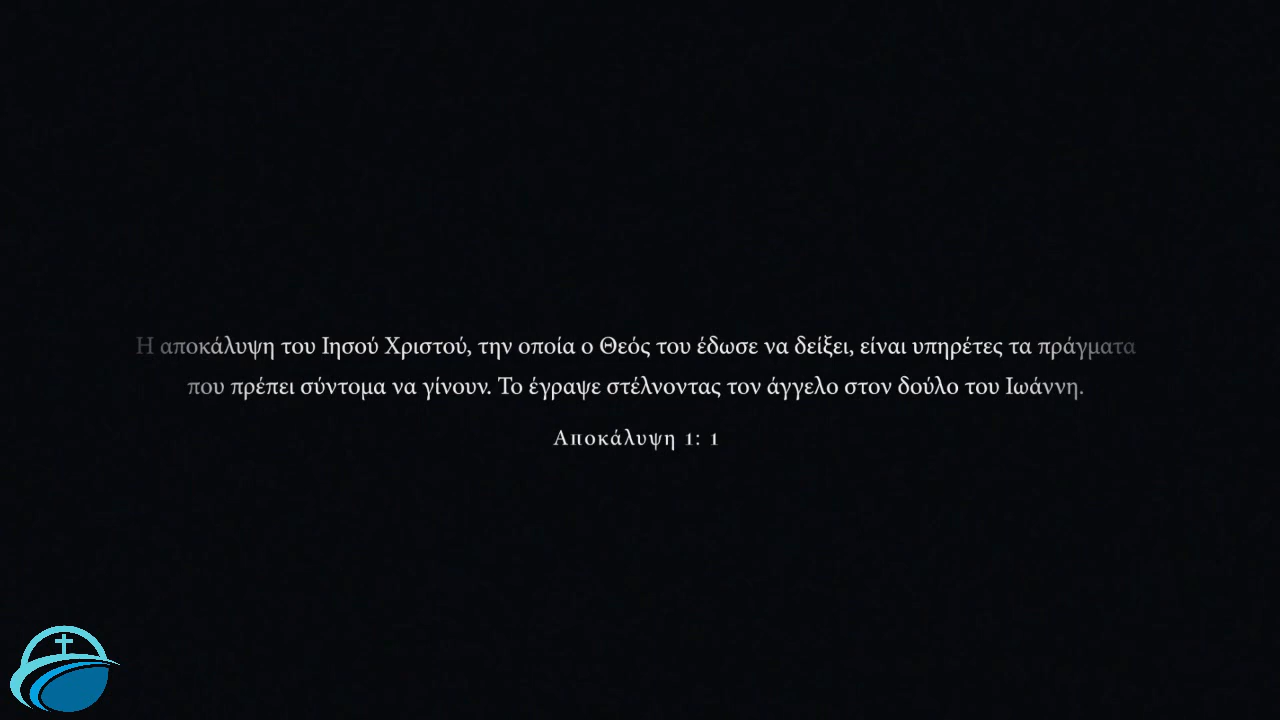 Η αποκάλυψη του Ιησού Χριστού, την οποία ο Θεός του έδωσε να δείξει, είναι υπηρέτες τα πράγματα
που πρέπει σύντομα να γίνουν. Το έγραψε στέλνοντας τον άγγελο στον δούλο του Ιωάννη.
Αποκάλυψη 1: 1